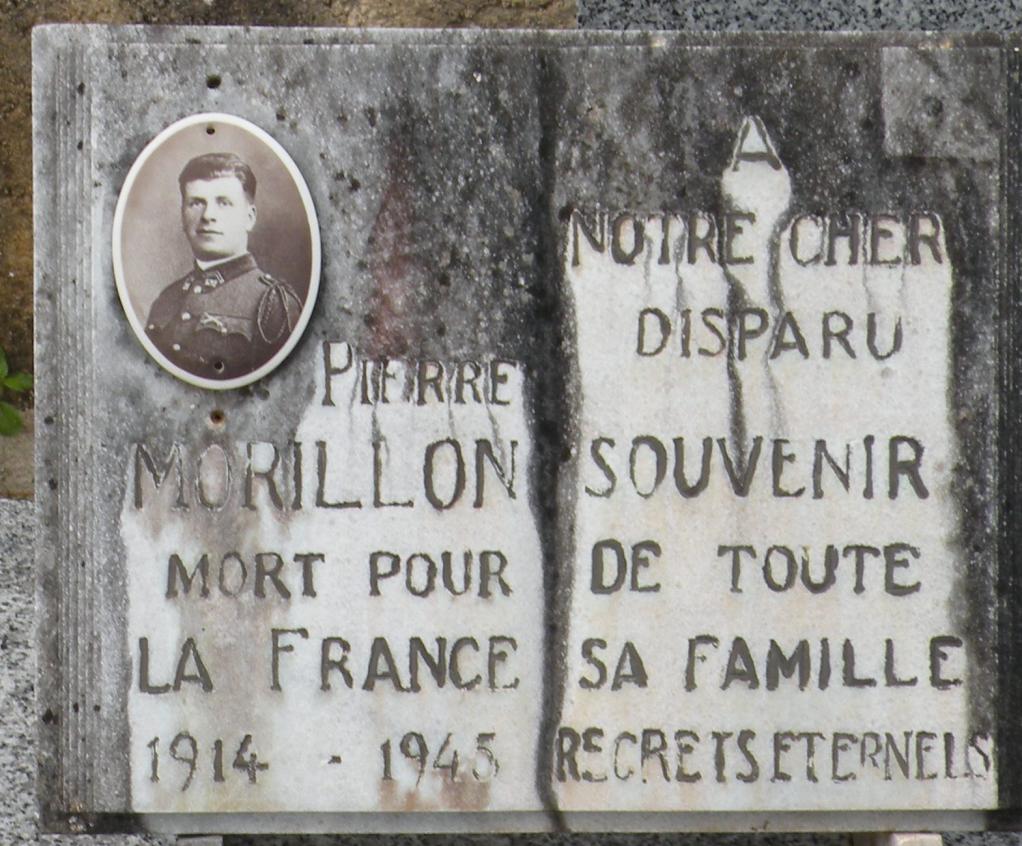 PIERRE
MORILLON
MORT POUR
LA FRANCE
1914 - 1945
A
NOTRE CHER
DISPARU
SOUVENIR
DE TOUTE
SA FAMILLE
REGRETS ETERNELS